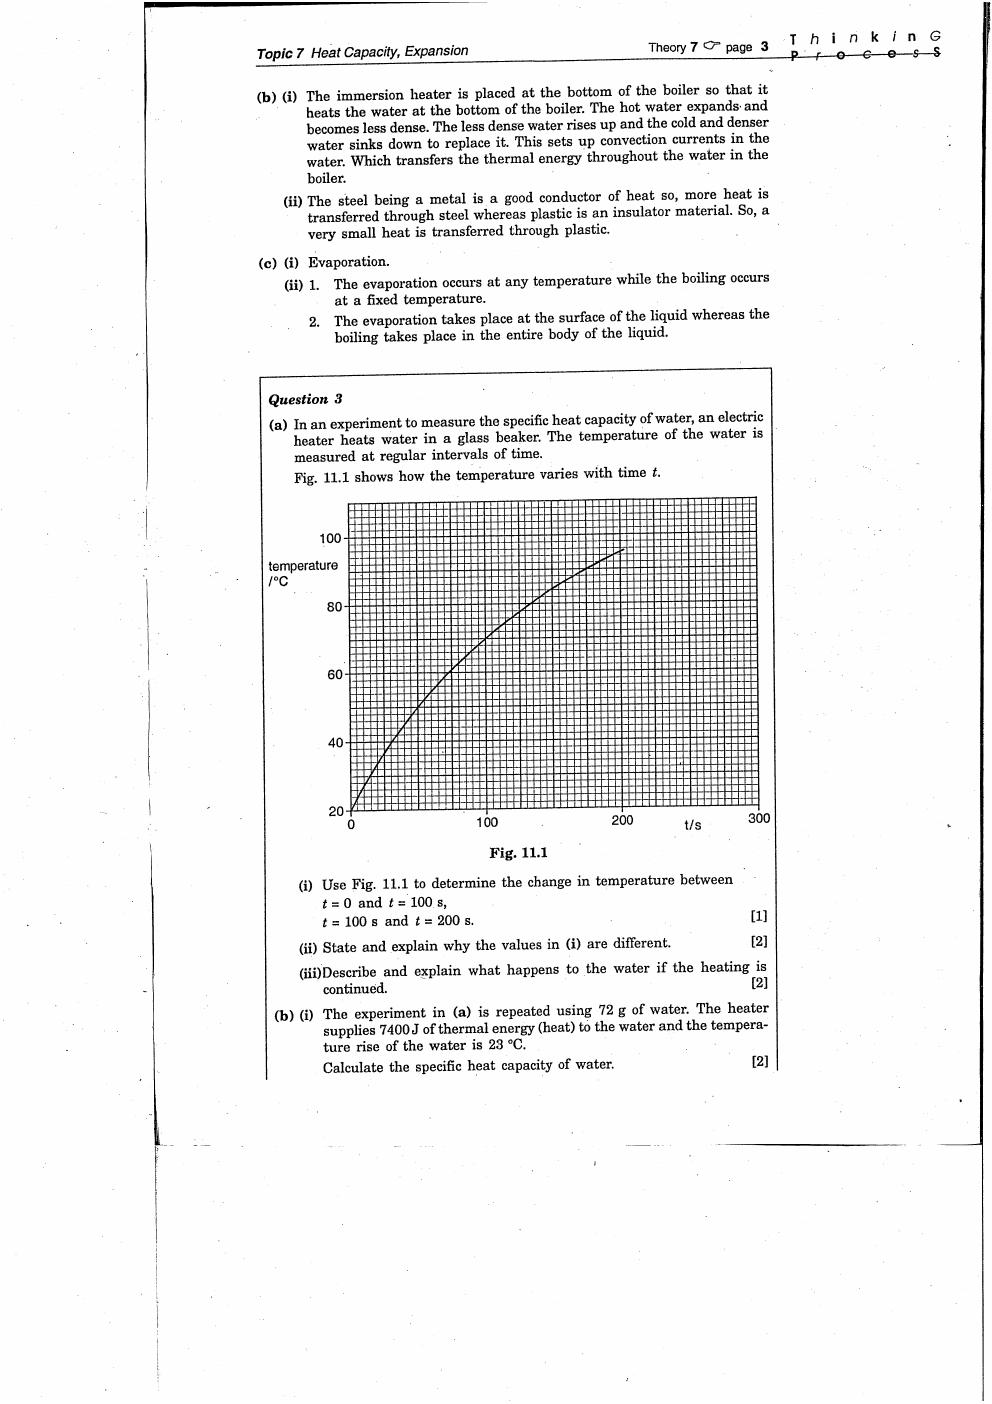 Topic 7 Heat Capacity, Expansion
Theory 7 ☞ page 3
T h i n k i n G
P r o c e s s
(b) (i) The immersion heater is placed at the bottom of the boiler so that it
heats the water at the bottom of the boiler. The hot water expands and
becomes less dense. The less dense water rises up and the cold and denser
water sinks down to replace it. This sets up convection currents in the
water. Which transfers the thermal energy throughout the water in the
boiler.
(ii) The steel being a metal is a good conductor of heat so, more heat is
transferred through steel whereas plastic is an insulator material. So, a
very small heat is transferred through plastic.
(c) (i) Evaporation.
(ii) 1. The evaporation occurs at any temperature while the boiling occurs
at a fixed temperature.
2. The evaporation takes place at the surface of the liquid whereas the
boiling takes place in the entire body of the liquid.
Question 3
(a) In an experiment to measure the specific heat capacity of water, an electric
heater heats water in a glass beaker. The temperature of the water is
measured at regular intervals of time.
Fig. 11.1 shows how the temperature varies with time t.
100
temperature
/°C
80
60
40
20
0 100 200 t/s 300
Fig. 11.1
(i) Use Fig. 11.1 to determine the change in temperature between
t = 0 and t = 100 s,
t = 100 s and t = 200 s. [1]
(ii) State and explain why the values in (i) are different. [2]
(iii)Describe and explain what happens to the water if the heating is
continued. [2]
(b) (i) The experiment in (a) is repeated using 72 g of water. The heater
supplies 7400 J of thermal energy (heat) to the water and the tempera-
ture rise of the water is 23 °C.
Calculate the specific heat capacity of water. [2]